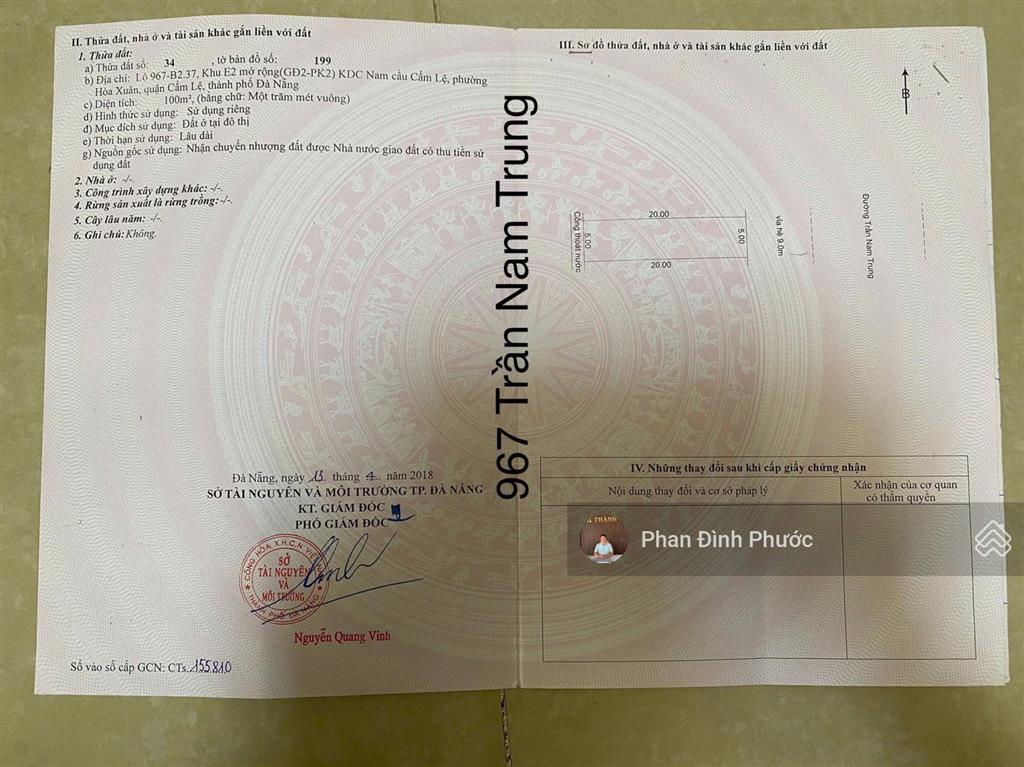 II. Thửa đất, nhà ở và tài sản khác gắn liền với đất
1. Thửa đất:
a) Thửa đất số: 34 , tờ bản đồ số: 199
b) Địa chỉ: Lô 967-B2.37, Khu E2 mở rộng(GĐ2-PK2) KDC Nam cầu Cẩm Lệ, phường
Hòa Xuân, quận Cẩm Lệ, thành phố Đà Nẵng
c) Diện tích: 100m², (bằng chữ: Một trăm mét vuông)
d) Hình thức sử dụng: Sử dụng riêng
đ) Mục đích sử dụng: Đất ở tại đô thị
e) Thời hạn sử dụng: Lâu dài
g) Nguồn gốc sử dụng: Nhận chuyển nhượng đất được Nhà nước giao đất có thu tiền sử
dụng đất
2. Nhà ở: -/-.
3. Công trình xây dựng khác: -/-.
4. Rừng sản xuất là rừng trồng: -/-.
5. Cây lâu năm: -/-.
6. Ghi chú: Không.
Đà Nẵng, ngày 13 tháng 4 năm 2018
SỞ TÀI NGUYÊN VÀ MÔI TRƯỜNG TP. ĐÀ NẴNG
KT. GIÁM ĐỐC
PHÓ GIÁM ĐỐC
CỘNG HÒA X.H.C.N VIỆT NAM
SỞ
TÀI NGUYÊN
VÀ
MÔI TRƯỜNG
THÀNH PHỐ ĐÀ NẴNG
Nguyễn Quang Vinh
Số vào sổ cấp GCN: CTs.155810
967 Trần Nam Trung
III. Sơ đồ thửa đất, nhà ở và tài sản khác gắn liền với đất
B
20.00
5.00
5.00
20.00
Cống thoát nước
Vỉa hè 9.0m
Đường Trần Nam Trung
IV. Những thay đổi sau khi cấp giấy chứng nhận
Nội dung thay đổi và cơ sở pháp lý
Xác nhận của cơ quan
có thẩm quyền
Phan Đình Phước